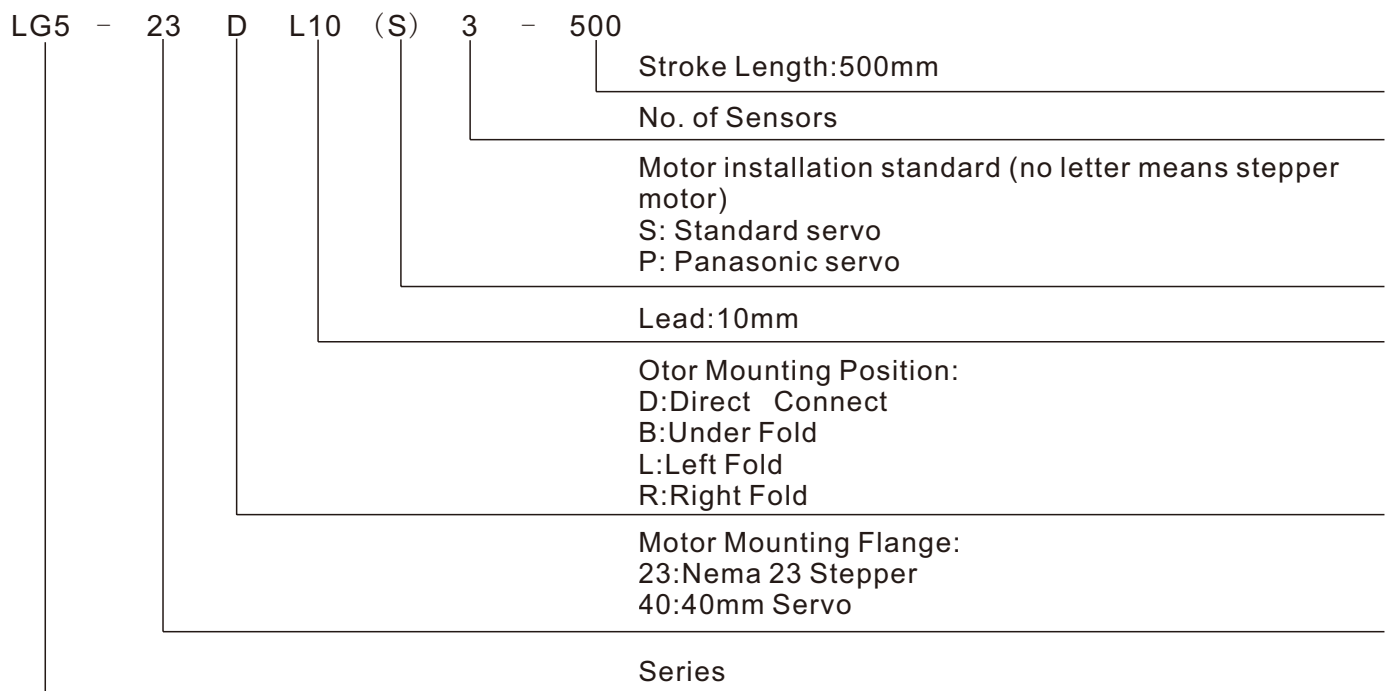 LG5 - 23 D L10 (S) 3 - 500
Stroke Length:500mm
No. of Sensors
Motor installation standard (no letter means stepper
motor)
S: Standard servo
P: Panasonic servo
Lead:10mm
Otor Mounting Position:
D:Direct Connect
B:Under Fold
L:Left Fold
R:Right Fold
Motor Mounting Flange:
23:Nema 23 Stepper
40:40mm Servo
Series